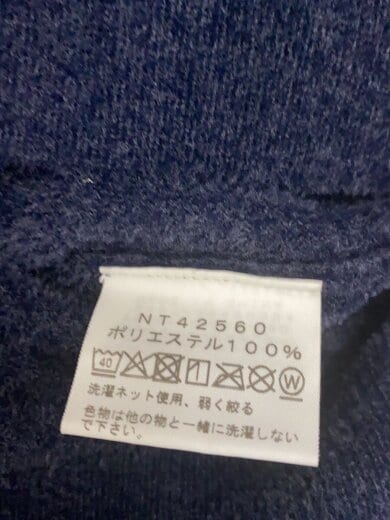 NT42560
ポリエステル100%
40 W
洗濯ネット使用、弱く絞る
色物は他の物と一緒に洗濯しない
で下さい。